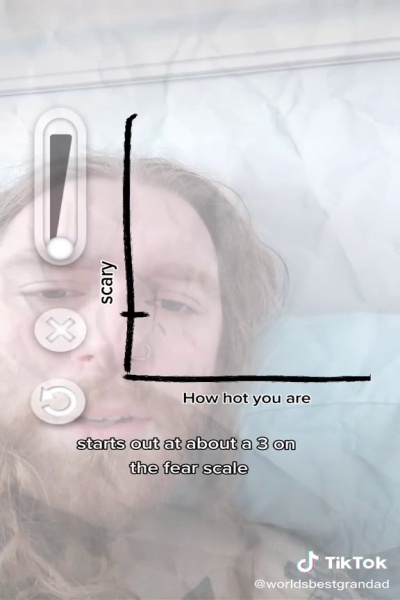 scary
How hot you are
starts out at about a 3 on
the fear scale
TikTok
@worldsbestgrandad